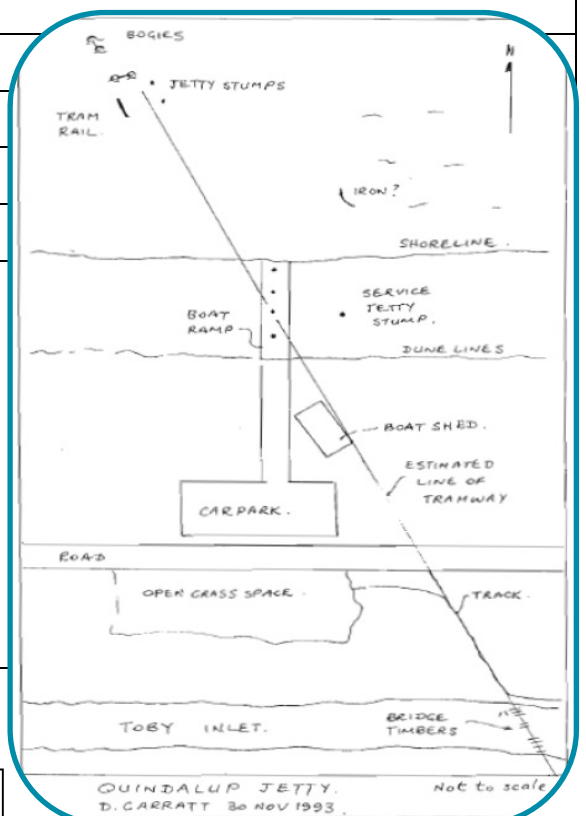 BOGIES
N
JETTY STUMPS
TRAM
RAIL.
IRON?
SHORELINE.
SERVICE
JETTY
STUMP.
BOAT
RAMP
DUNE LINES
BOAT SHED.
ESTIMATED
LINE OF
TRAMWAY
CARPARK.
ROAD
OPEN GRASS SPACE.
TRACK.
TOBY INLET.
BRIDGE
TIMBERS
QUINDALUP JETTY.
Not to scale
D. CARRATT 30 NOV 1993.